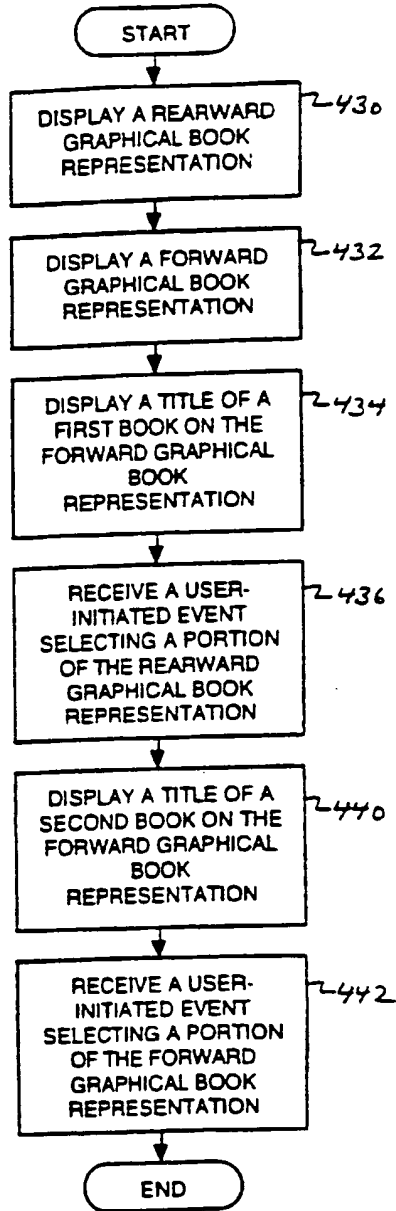 START
DISPLAY A REARWARD
GRAPHICAL BOOK
REPRESENTATION
430
DISPLAY A FORWARD
GRAPHICAL BOOK
REPRESENTATION
432
DISPLAY A TITLE OF A
FIRST BOOK ON THE
FORWARD GRAPHICAL
BOOK
REPRESENTATION
434
RECEIVE A USER-
INITIATED EVENT
SELECTING A PORTION
OF THE REARWARD
GRAPHICAL BOOK
REPRESENTATION
436
DISPLAY A TITLE OF A
SECOND BOOK ON THE
FORWARD GRAPHICAL
BOOK
REPRESENTATION
440
RECEIVE A USER-
INITIATED EVENT
SELECTING A PORTION
OF THE FORWARD
GRAPHICAL BOOK
REPRESENTATION
442
END